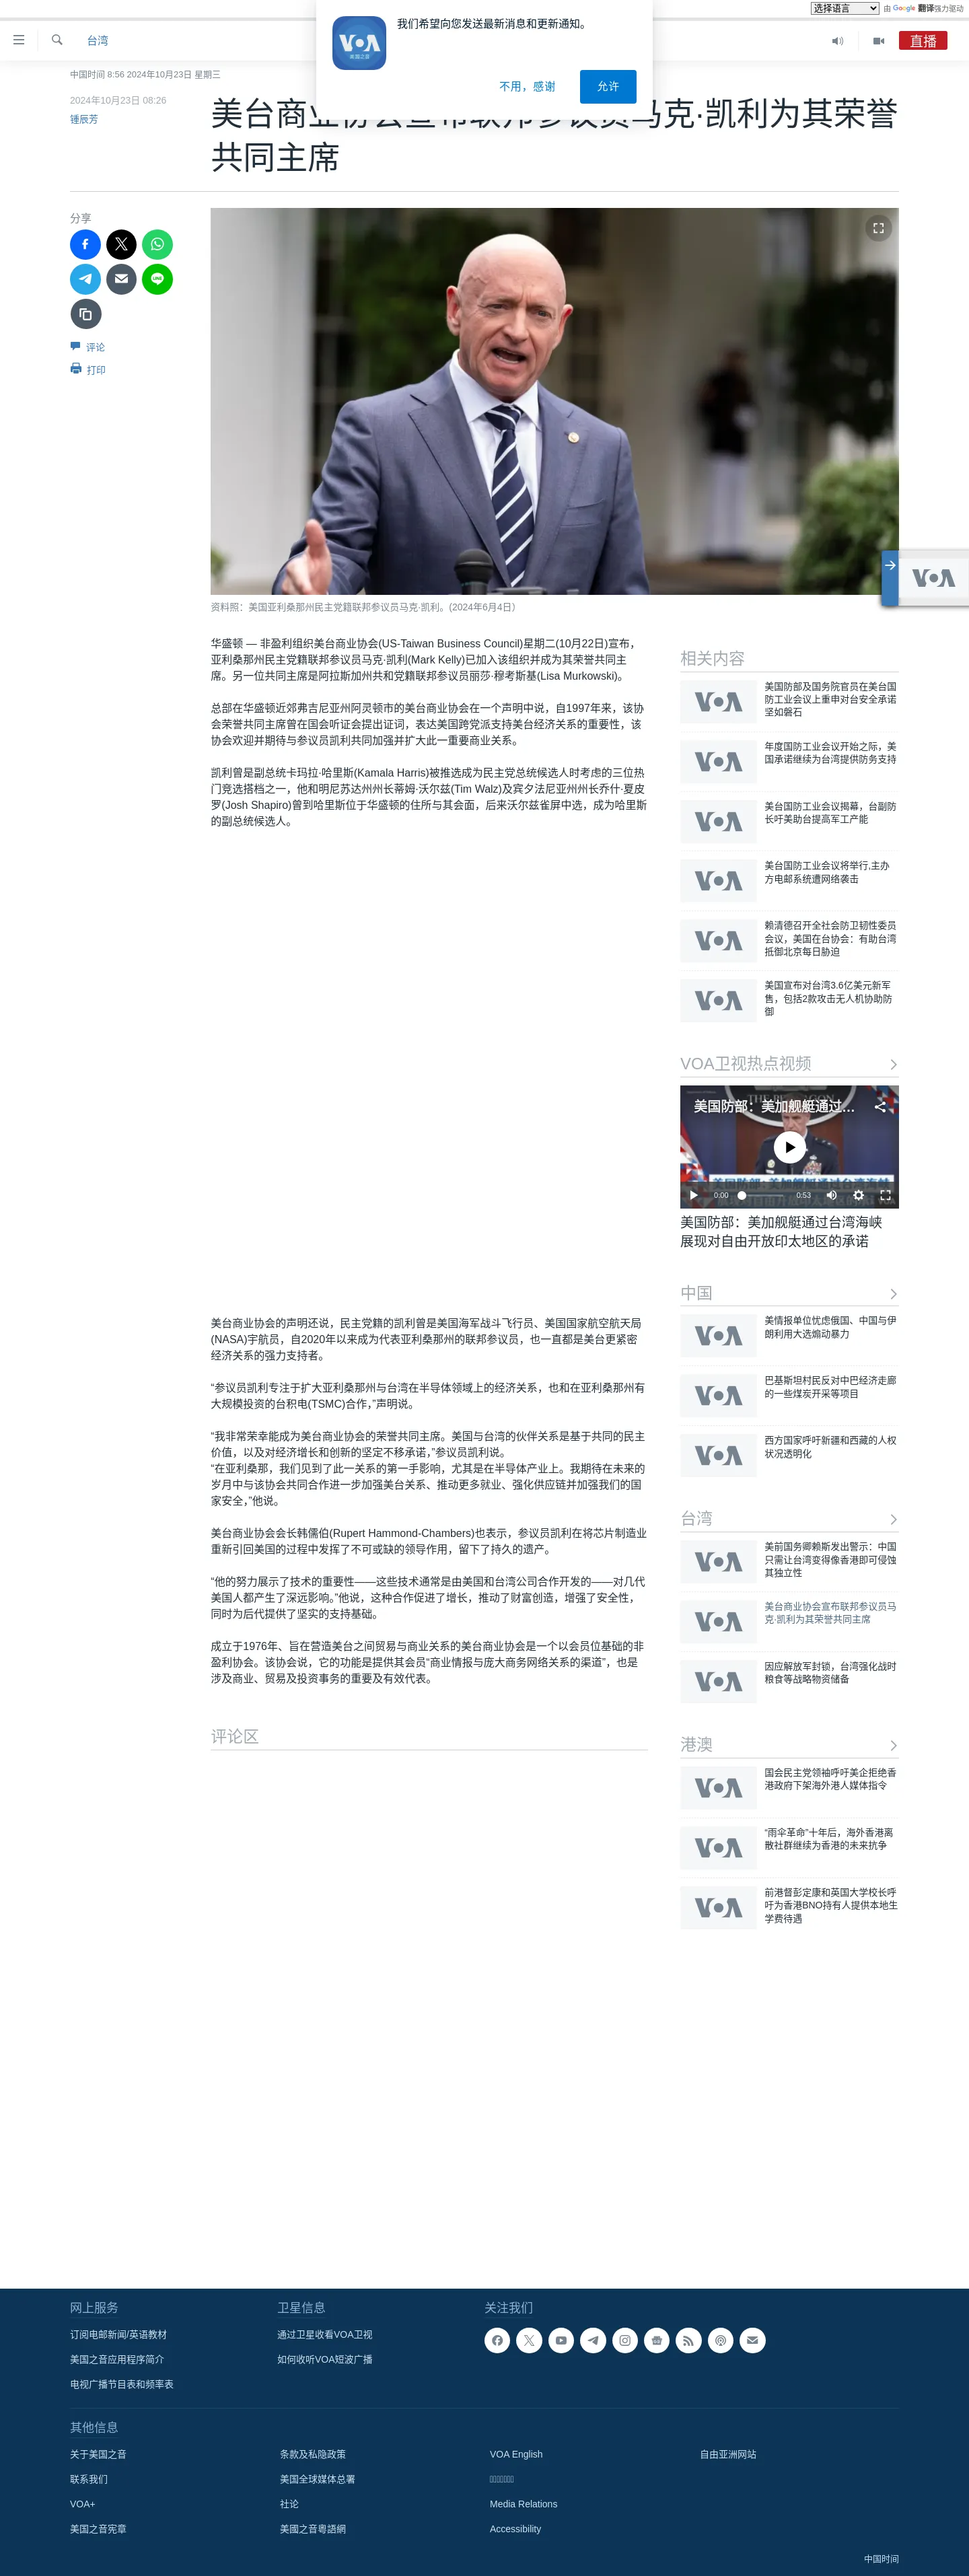 选择语言
由 Google 翻译强力驱动
台湾
直播
VOA
美国之音
我们希望向您发送最新消息和更新通知。
不用，感谢
允许
中国时间 8:56 2024年10月23日 星期三
2024年10月23日 08:26
锺辰芳
美台商业协会宣布联邦参议员马克·凯利为其荣誉
共同主席
分享
评论
打印
资料照：美国亚利桑那州民主党籍联邦参议员马克·凯利。(2024年6月4日）
华盛顿 — 非盈利组织美台商业协会(US-Taiwan Business Council)星期二(10月22日)宣布，
亚利桑那州民主党籍联邦参议员马克·凯利(Mark Kelly)已加入该组织并成为其荣誉共同主
席。另一位共同主席是阿拉斯加州共和党籍联邦参议员丽莎·穆考斯基(Lisa Murkowski)。
总部在华盛顿近郊弗吉尼亚州阿灵顿市的美台商业协会在一个声明中说，自1997年来，该协
会荣誉共同主席曾在国会听证会提出证词，表达美国跨党派支持美台经济关系的重要性，该
协会欢迎并期待与参议员凯利共同加强并扩大此一重要商业关系。
凯利曾是副总统卡玛拉·哈里斯(Kamala Harris)被推选成为民主党总统候选人时考虑的三位热
门竞选搭档之一，他和明尼苏达州州长蒂姆·沃尔兹(Tim Walz)及宾夕法尼亚州州长乔什·夏皮
罗(Josh Shapiro)曾到哈里斯位于华盛顿的住所与其会面，后来沃尔兹雀屏中选，成为哈里斯
的副总统候选人。
美台商业协会的声明还说，民主党籍的凯利曾是美国海军战斗飞行员、美国国家航空航天局
(NASA)宇航员，自2020年以来成为代表亚利桑那州的联邦参议员，也一直都是美台更紧密
经济关系的强力支持者。
“参议员凯利专注于扩大亚利桑那州与台湾在半导体领域上的经济关系，也和在亚利桑那州有
大规模投资的台积电(TSMC)合作，”声明说。
“我非常荣幸能成为美台商业协会的荣誉共同主席。美国与台湾的伙伴关系是基于共同的民主
价值，以及对经济增长和创新的坚定不移承诺，”参议员凯利说。
“在亚利桑那，我们见到了此一关系的第一手影响，尤其是在半导体产业上。我期待在未来的
岁月中与该协会共同合作进一步加强美台关系、推动更多就业、强化供应链并加强我们的国
家安全，”他说。
美台商业协会会长韩儒伯(Rupert Hammond-Chambers)也表示，参议员凯利在将芯片制造业
重新引回美国的过程中发挥了不可或缺的领导作用，留下了持久的遗产。
“他的努力展示了技术的重要性——这些技术通常是由美国和台湾公司合作开发的——对几代
美国人都产生了深远影响。”他说，这种合作促进了增长，推动了财富创造，增强了安全性，
同时为后代提供了坚实的支持基础。
成立于1976年、旨在营造美台之间贸易与商业关系的美台商业协会是一个以会员位基础的非
盈利协会。该协会说，它的功能是提供其会员“商业情报与庞大商务网络关系的渠道”，也是
涉及商业、贸易及投资事务的重要及有效代表。
评论区
VOA
相关内容
VOA
美国防部及国务院官员在美台国
防工业会议上重申对台安全承诺
坚如磐石
VOA
年度国防工业会议开始之际，美
国承诺继续为台湾提供防务支持
VOA
美台国防工业会议揭幕，台副防
长吁美助台提高军工产能
VOA
美台国防工业会议将举行,主办
方电邮系统遭网络袭击
VOA
赖清德召开全社会防卫韧性委员
会议，美国在台协会：有助台湾
抵御北京每日胁迫
VOA
美国宣布对台湾3.6亿美元新军
售，包括2款攻击无人机协助防
御
VOA卫视热点视频
美国防部：美加舰艇通过...
0:00
0:53
美国防部：美加舰艇通过台湾海峡
展现对自由开放印太地区的承诺
中国
VOA
美情报单位忧虑俄国、中国与伊
朗利用大选煽动暴力
VOA
巴基斯坦村民反对中巴经济走廊
的一些煤炭开采等项目
VOA
西方国家呼吁新疆和西藏的人权
状况透明化
台湾
VOA
美前国务卿赖斯发出警示：中国
只需让台湾变得像香港即可侵蚀
其独立性
VOA
美台商业协会宣布联邦参议员马
克·凯利为其荣誉共同主席
VOA
因应解放军封锁，台湾强化战时
粮食等战略物资储备
港澳
VOA
国会民主党领袖呼吁美企拒绝香
港政府下架海外港人媒体指令
VOA
“雨伞革命”十年后，海外香港离
散社群继续为香港的未来抗争
VOA
前港督彭定康和英国大学校长呼
吁为香港BNO持有人提供本地生
学费待遇
网上服务
订阅电邮新闻/英语教材
美国之音应用程序简介
电视广播节目表和频率表
卫星信息
通过卫星收看VOA卫视
如何收听VOA短波广播
关注我们
其他信息
关于美国之音
联系我们
VOA+
美国之音宪章
条款及私隐政策
美国全球媒体总署
社论
美國之音粵語網
VOA English
Media Relations
Accessibility
自由亚洲网站
中国时间